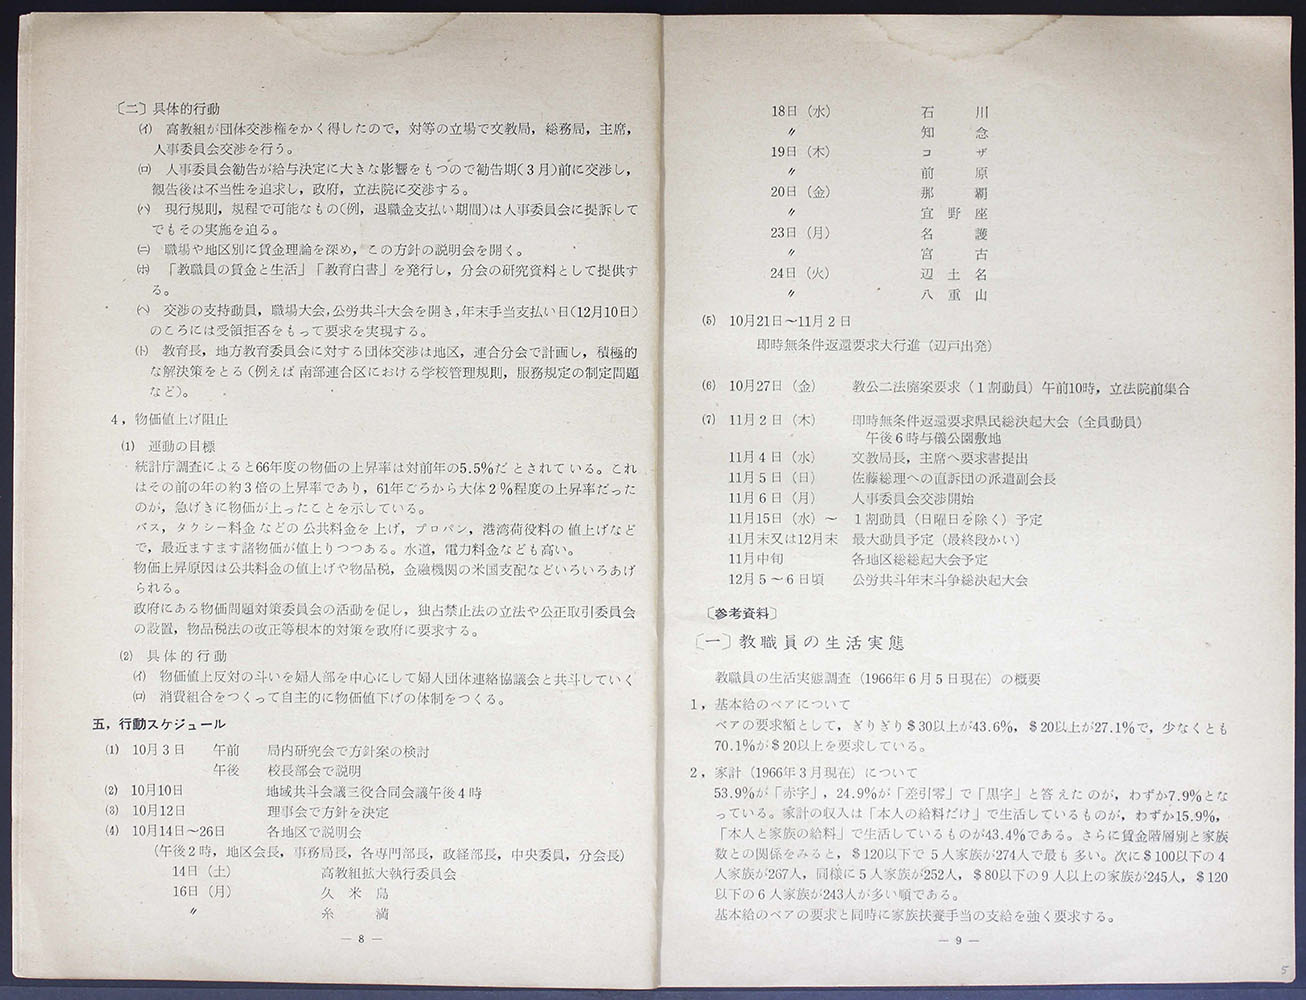 〔二〕具体的行動
(イ) 高教組が団体交渉権をかく得したので，対等の立場で文教局，総務局，主席，
人事委員会交渉を行う。
(ロ) 人事委員会勧告が給与決定に大きな影響をもつので勧告期(3月)前に交渉し，
観告後は不当性を追求し，政府，立法院に交渉する。
(ハ) 現行規則，規程で可能なもの(例，退職金支払い期間)は人事委員会に提訴して
でもその実施を迫る。
(ニ) 職場や地区別に賃金理論を深め，この方針の説明会を開く。
(ホ) 「教職員の賃金と生活」「教育白書」を発行し，分会の研究資料として提供す
る。
(ヘ) 交渉の支持動員，職場大会，公労共斗大会を開き，年末手当支払い日(12月10日)
のころには受領拒否をもって要求を実現する。
(ト) 教育長，地方教育委員会に対する団体交渉は地区，連合分会で計画し，積極的
な解決策をとる(例えば南部連合区における学校管理規則，服務規定の制定問題
など)。
4，物価値上げ阻止
(1) 運動の目標
統計庁調査によると66年度の物価の上昇率は対前年の5.5%だとされている。これ
はその前の年の約3倍の上昇率であり，61年ごろから大体2%程度の上昇率だった
のが，急げきに物価が上ったことを示している。
バス，タクシー料金などの公共料金を上げ，プロパン，港湾荷役料の値上げなど
で，最近ますます諸物価が値上りつつある。水道，電力料金なども高い。
物価上昇原因は公共料金の値上げや物品税，金融機関の米国支配などいろいろあげ
られる。
政府にある物価問題対策委員会の活動を促し，独占禁止法の立法や公正取引委員会
の設置，物品税法の改正等根本的対策を政府に要求する。
(2) 具体的行動
(イ) 物価値上反対の斗いを婦人部を中心にして婦人団体連絡協議会と共斗していく
(ロ) 消費組合をつくって自主的に物価値下げの体制をつくる。
五，行動スケジュール
(1) 10月3日 午前 局内研究会で方針案の検討
午後 校長部会で説明
(2) 10月10日 地域共斗会議三役合同会議午後4時
(3) 10月12日 理事会で方針を決定
(4) 10月14日～26日 各地区で説明会
(午後2時，地区会長，事務局長，各専門部長，政経部長，中央委員，分会長)
14日(土) 高教組拡大執行委員会
16日(月) 久米島
〃 糸満
— 8 —
18日(水) 石川
〃 知念
19日(木) コザ
〃 前原
20日(金) 那覇
〃 宜野座
23日(月) 名護
〃 宮古
24日(火) 辺土名
〃 八重山
(5) 10月21日～11月2日
即時無条件返還要求大行進(辺戸出発)
(6) 10月27日(金) 教公二法廃案要求(1割動員)午前10時，立法院前集合
(7) 11月2日(木) 即時無条件返還要求県民総決起大会(全員動員)
午後6時与儀公園敷地
11月4日(水) 文教局長，主席へ要求書提出
11月5日(日) 佐藤総理への直訴団の派遣副会長
11月6日(月) 人事委員会交渉開始
11月15日(水)～ 1割動員(日曜日を除く)予定
11月末又は12月末 最大動員予定(最終段かい)
11月中旬 各地区総総起大会予定
12月5～6日頃 公労共斗年末斗争総決起大会
〔参考資料〕
〔一〕教職員の生活実態
教職員の生活実態調査(1966年6月5日現在)の概要
1，基本給のベアについて
ベアの要求額として，ぎりぎり＄30以上が43.6%，＄20以上が27.1%で，少なくとも
70.1%が＄20以上を要求している。
2，家計(1966年3月現在)について
53.9%が「赤字」，24.9%が「差引零」で「黒字」と答えたのが，わずか7.9%とな
っている。家計の収入は「本人の給料だけ」で生活しているものが，わずか15.9%，
「本人と家族の給料」で生活しているものが43.4%である。さらに賃金階層別と家族
数との関係をみると，＄120以下で5人家族が274人で最も多い。次に＄100以下の4
人家族が267人，同様に5人家族が252人，＄80以下の9人以上の家族が245人，＄120
以下の6人家族が243人が多い順である。
基本給のベアの要求と同時に家族扶養手当の支給を強く要求する。
— 9 —
5